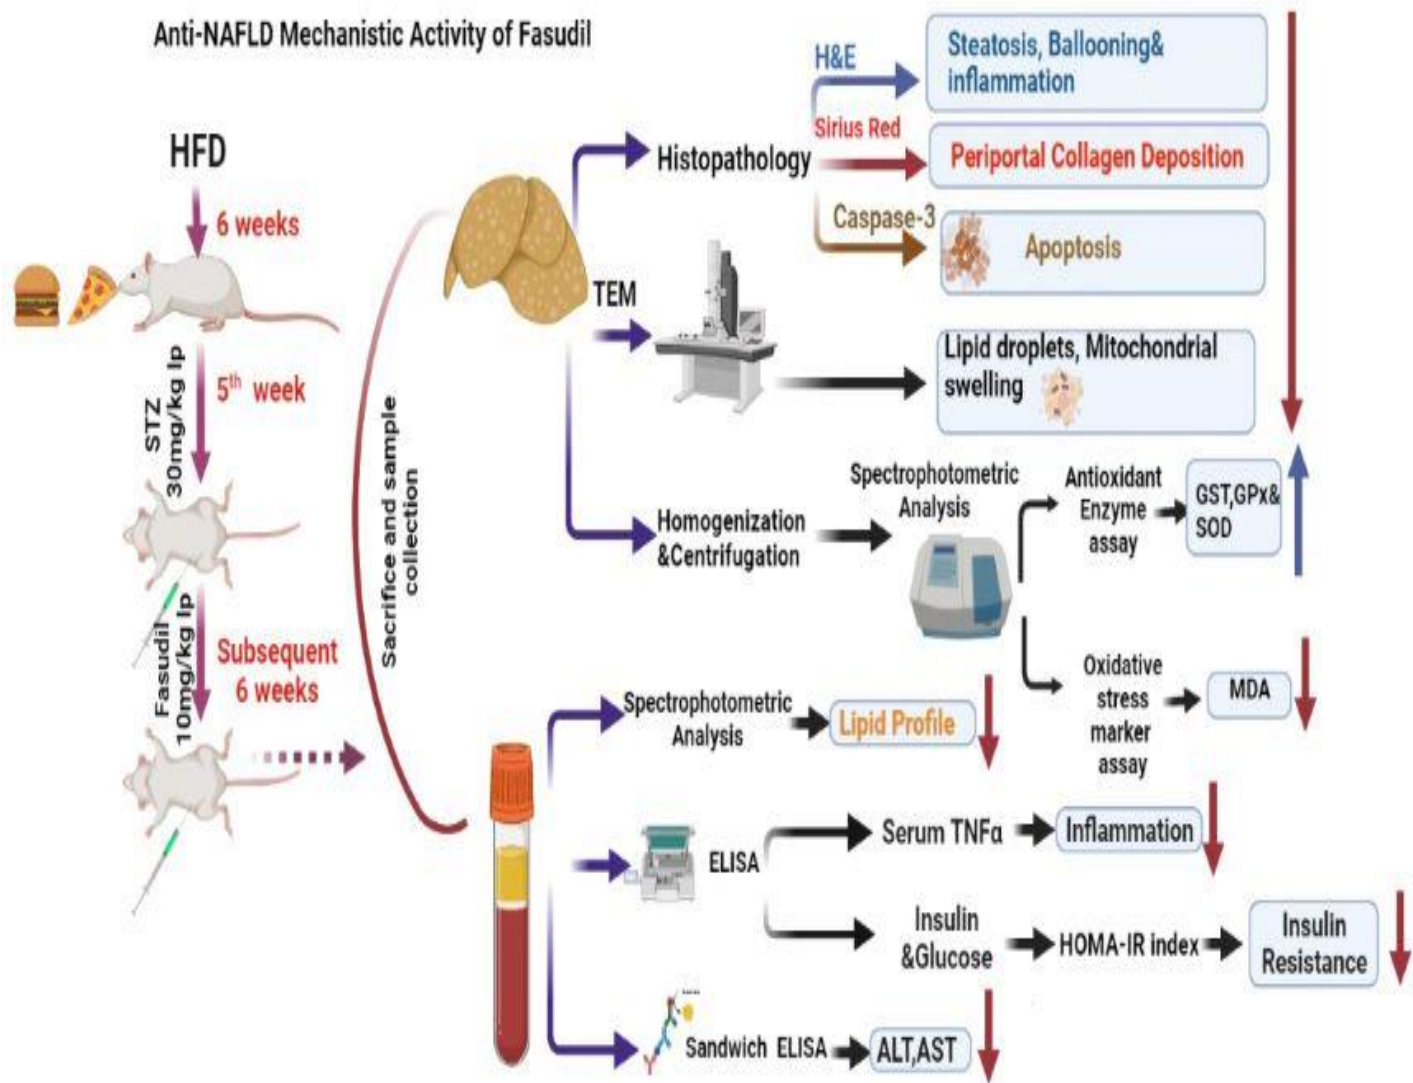 Anti-NAFLD Mechanistic Activity of Fasudil
HFD
6 weeks
STZ
30mg/kg Ip
5th week
Fasudil
10mg/kg Ip
Subsequent
6 weeks
Sacrifice and sample
collection
Histopathology
H&E
Steatosis, Ballooning&
inflammation
Sirius Red
Periportal Collagen Deposition
Caspase-3
Apoptosis
TEM
Lipid droplets, Mitochondrial
swelling
Homogenization
&Centrifugation
Spectrophotometric
Analysis
Antioxidant
Enzyme
assay
GST,GPx&
SOD
Oxidative
stress
marker
assay
MDA
Spectrophotometric
Analysis
Lipid Profile
ELISA
Serum TNFα
Inflammation
Insulin
&Glucose
HOMA-IR index
Insulin
Resistance
Sandwich ELISA
ALT,AST